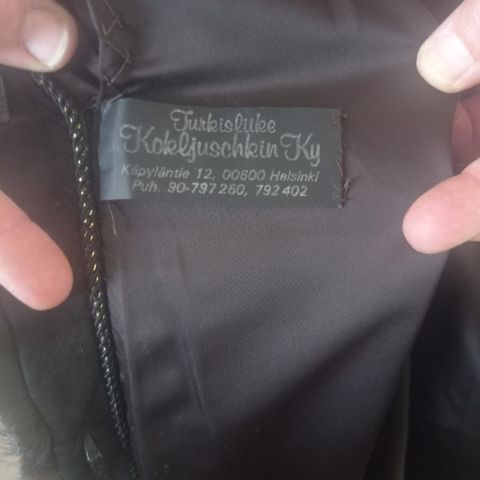 Turkisliike
Kokljuschkin Ky
Käpyläntie 12, 00600 Helsinki
Puh. 90-797 260, 792 402